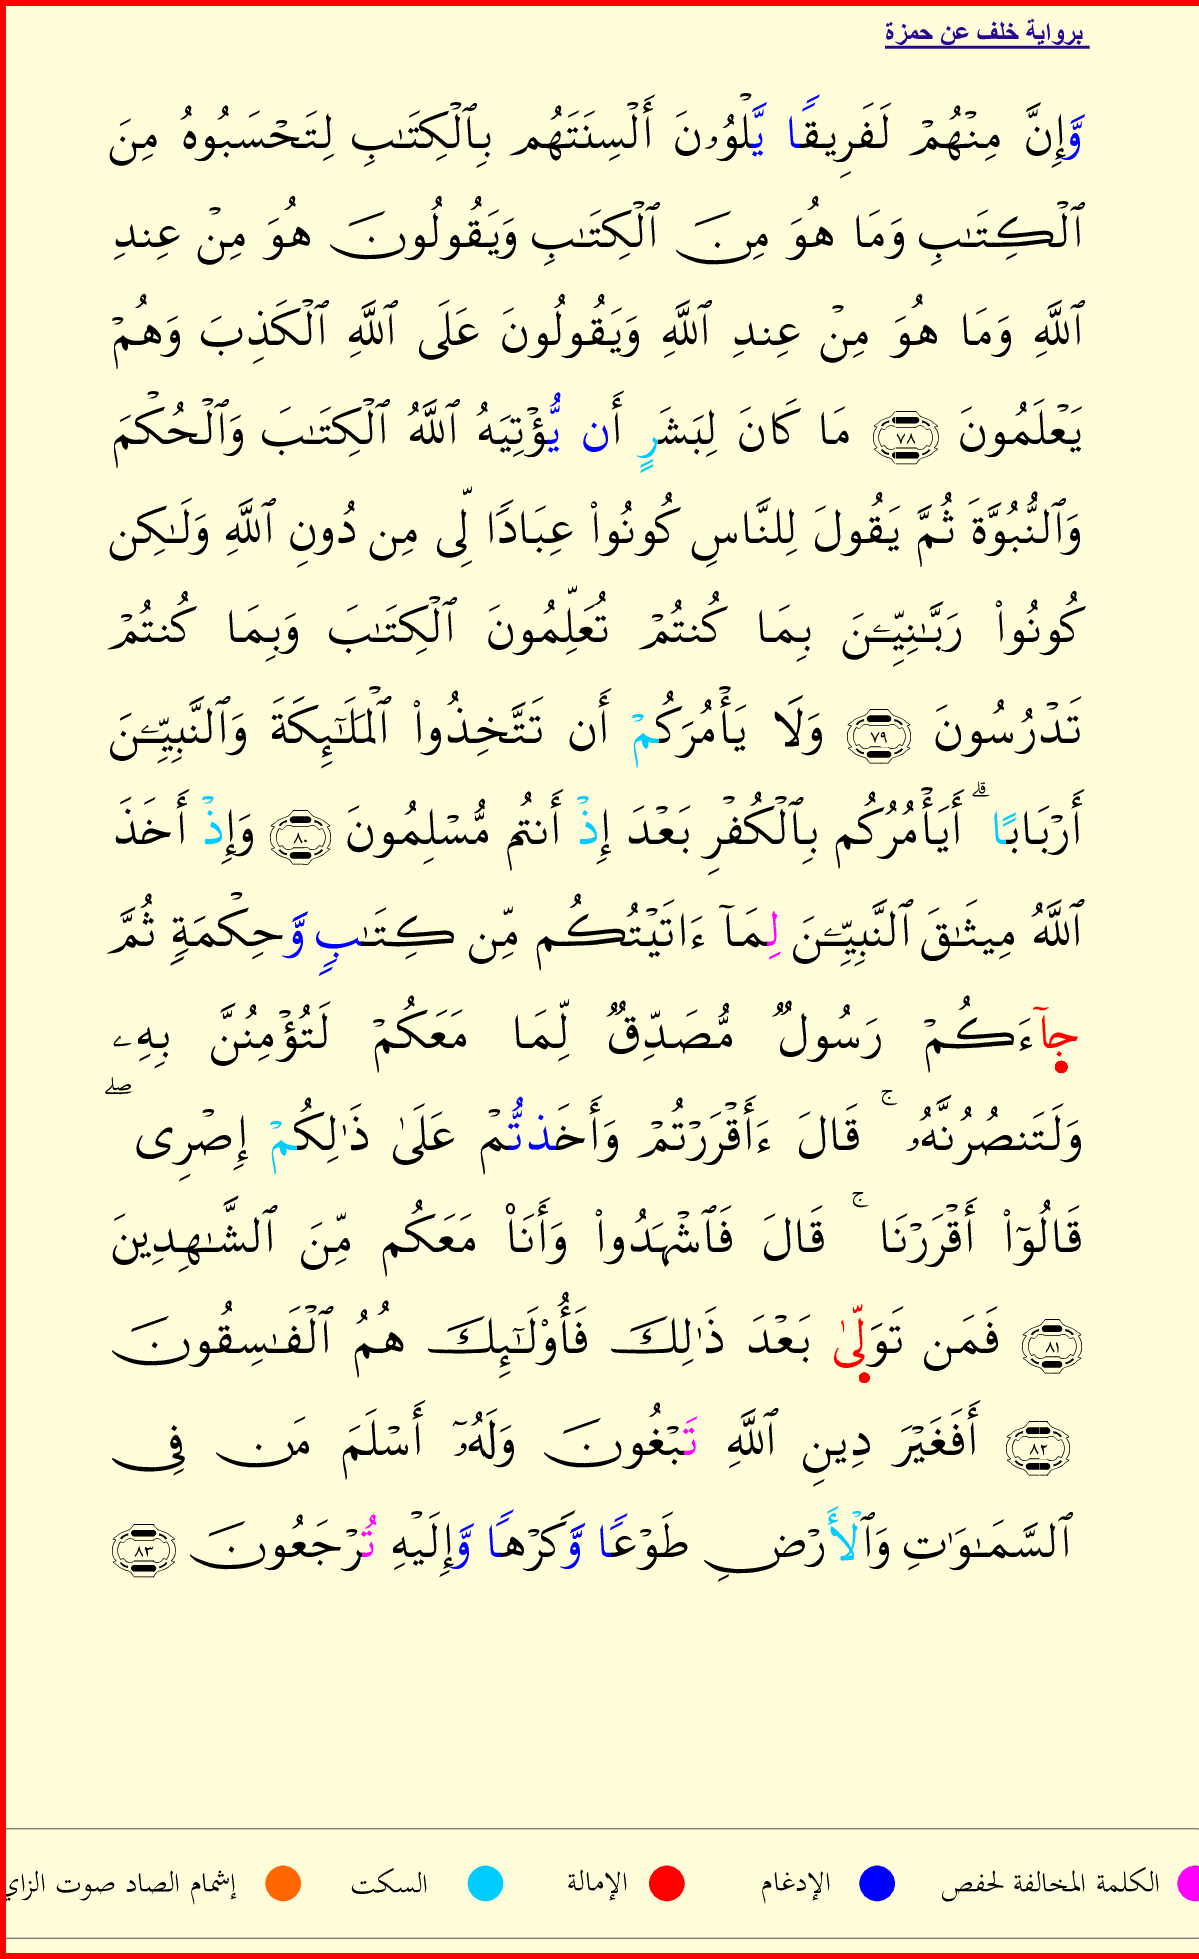 برواية خلف عن حمزة
وَّإِنَّ مِنْهُمْ لَفَرِيقًا يَّلْوُۥنَ أَلْسِنَتَهُم بِٱلْكِتَـٰبِ لِتَحْسَبُوهُ مِنَ
ٱلْكِتَـٰبِ وَمَا هُوَ مِنَ ٱلْكِتَـٰبِ وَيَقُولُونَ هُوَ مِنْ عِندِ
ٱللَّهِ وَمَا هُوَ مِنْ عِندِ ٱللَّهِ وَيَقُولُونَ عَلَى ٱللَّهِ ٱلْكَذِبَ وَهُمْ
يَعْلَمُونَ ٧٨ مَا كَانَ لِبَشَرٍ أَن يُّؤْتِيَهُ ٱللَّهُ ٱلْكِتَـٰبَ وَٱلْحُكْمَ
وَٱلنُّبُوَّةَ ثُمَّ يَقُولَ لِلنَّاسِ كُونُوا۟ عِبَادًا لِّى مِن دُونِ ٱللَّهِ وَلَـٰكِن
كُونُوا۟ رَبَّـٰنِيِّـۧنَ بِمَا كُنتُمْ تُعَلِّمُونَ ٱلْكِتَـٰبَ وَبِمَا كُنتُمْ
تَدْرُسُونَ ٧٩ وَلَا يَأْمُرَكُمْ أَن تَتَّخِذُوا۟ ٱلْمَلَـٰٓئِكَةَ وَٱلنَّبِيِّـۧنَ
أَرْبَابًا ۗ أَيَأْمُرُكُم بِٱلْكُفْرِ بَعْدَ إِذْ أَنتُم مُّسْلِمُونَ ٨٠ وَإِذْ أَخَذَ
ٱللَّهُ مِيثَـٰقَ ٱلنَّبِيِّـۧنَ لِمَآ ءَاتَيْتُكُم مِّن كِتَـٰبٍ وَّحِكْمَةٍ ثُمَّ
جَآءَكُمْ رَسُولٌ مُّصَدِّقٌ لِّمَا مَعَكُمْ لَتُؤْمِنُنَّ بِهِۦ
وَلَتَنصُرُنَّهُۥ ۚ قَالَ ءَأَقْرَرْتُمْ وَأَخَذتُّمْ عَلَىٰ ذَٰلِكُمْ إِصْرِى ۖ
قَالُوٓا۟ أَقْرَرْنَا ۚ قَالَ فَٱشْهَدُوا۟ وَأَنَا۠ مَعَكُم مِّنَ ٱلشَّـٰهِدِينَ
٨١ فَمَن تَوَلَّىٰ بَعْدَ ذَٰلِكَ فَأُو۟لَـٰٓئِكَ هُمُ ٱلْفَـٰسِقُونَ
٨٢ أَفَغَيْرَ دِينِ ٱللَّهِ تَبْغُونَ وَلَهُۥٓ أَسْلَمَ مَن فِى
ٱلسَّمَـٰوَٰتِ وَٱلْأَرْضِ طَوْعًا وَّكَرْهًا وَّإِلَيْهِ تُرْجَعُونَ ٨٣
الكلمة المخالفة لحفص الإدغام الإمالة السكت إشمام الصاد صوت الزاي